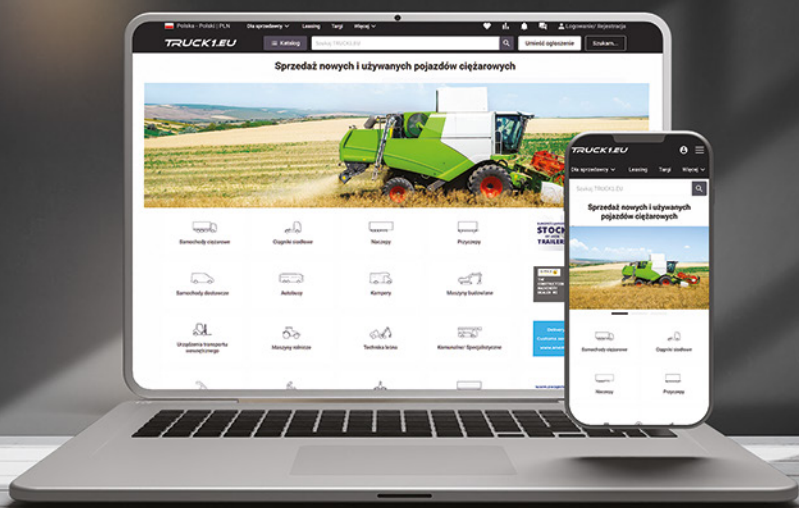 Polska - Polski | PLN
Dla sprzedawcy
Leasing
Targi
Więcej
Logowanie/ Rejestracja
TRUCK1.EU
Katalog
Szukaj TRUCK1.EU
Umieść ogłoszenie
Szukam...
Sprzedaż nowych i używanych pojazdów ciężarowych
Samochody ciężarowe
Ciągniki siodłowe
Naczepy
Przyczepy
STOCK
TRAILER
Samochody dostawcze
Autobusy
Kampery
Maszyny budowlane
Urządzenia transportu
wewnętrznego
Maszyny rolnicze
Technika leśna
Komunalne/ Specjalistyczne
TRUCK1.EU
Dla sprzedawcy
Leasing
Targi
Więcej
Szukaj TRUCK1.EU
Sprzedaż nowych i używanych
pojazdów ciężarowych
Samochody ciężarowe
Ciągniki siodłowe
Naczepy
Przyczepy